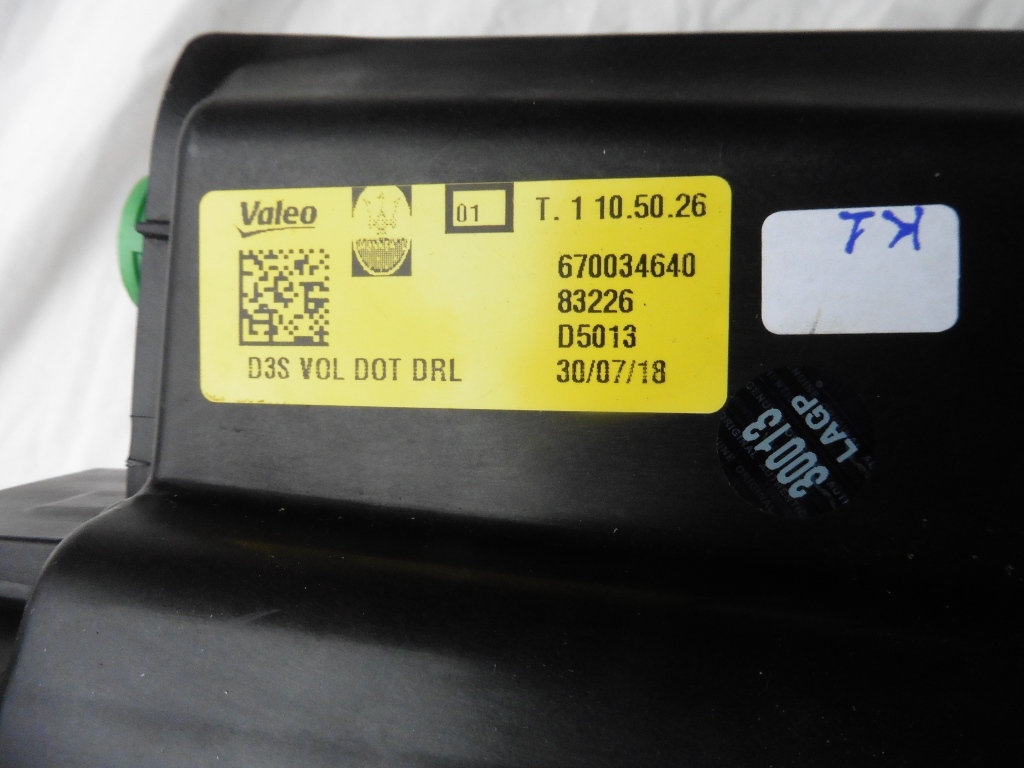 Valeo
01
T. 1 10.50.26
MASERATI
670034640
83226
D5013
D3S VOL DOT DRL
30/07/18
K1
30013
LAGP